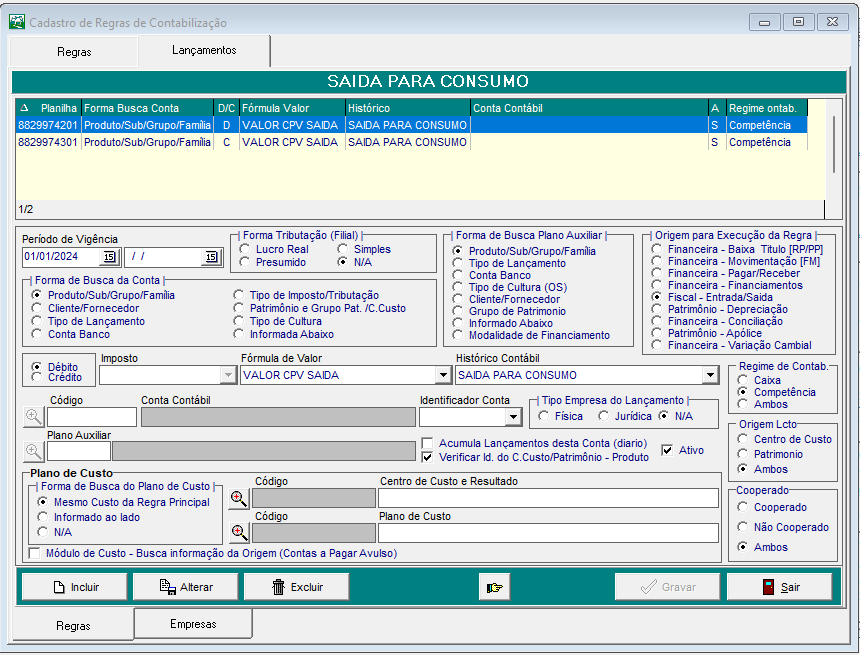 Cadastro de Regras de Contabilização
Regras
Lançamentos
SAIDA PARA CONSUMO
Δ Planilha Forma Busca Conta D/C Fórmula Valor Histórico Conta Contábil A Regime ontab.
8829974201 Produto/Sub/Grupo/Família D VALOR CPV SAIDA SAIDA PARA CONSUMO S Competência
8829974301 Produto/Sub/Grupo/Família C VALOR CPV SAIDA SAIDA PARA CONSUMO S Competência
1/2
Período de Vigência
01/01/2024 15 / / 15
Forma Tributação (Filial)
Lucro Real Simples
Presumido N/A
Forma de Busca da Conta
Produto/Sub/Grupo/Família Tipo de Imposto/Tributação
Cliente/Fornecedor Patrimônio e Grupo Pat. /C.Custo
Tipo de Lançamento Tipo de Cultura
Conta Banco Informada Abaixo
Forma de Busca Plano Auxiliar
Produto/Sub/Grupo/Família
Tipo de Lançamento
Conta Banco
Tipo de Cultura (OS)
Cliente/Fornecedor
Grupo de Patrimonio
Informado Abaixo
Modalidade de Financiamento
Origem para Execução da Regra
Financeira - Baixa Titulo [RP/PP]
Financeira - Movimentação [FM]
Financeira - Pagar/Receber
Financeira - Financiamentos
Fiscal - Entrada/Saida
Patrimônio - Depreciação
Financeira - Conciliação
Patrimônio - Apólice
Financeira - Variação Cambial
Débito
Crédito
Imposto
Fórmula de Valor
VALOR CPV SAIDA
Histórico Contábil
SAIDA PARA CONSUMO
Regime de Contab.
Caixa
Competência
Ambos
Código Conta Contábil Identificador Conta
Tipo Empresa do Lançamento
Física Jurídica N/A
Plano Auxiliar
Acumula Lançamentos desta Conta (diario)
Verificar Id. do C.Custo/Patrimônio - Produto
Ativo
Origem Lcto
Centro de Custo
Patrimonio
Ambos
Plano de Custo
Forma de Busca do Plano de Custo
Mesmo Custo da Regra Principal
Informado ao lado
N/A
Código Centro de Custo e Resultado
Código Plano de Custo
Módulo de Custo - Busca informação da Origem (Contas a Pagar Avulso)
Cooperado
Cooperado
Não Cooperado
Ambos
Incluir Alterar Excluir Gravar Sair
Regras Empresas